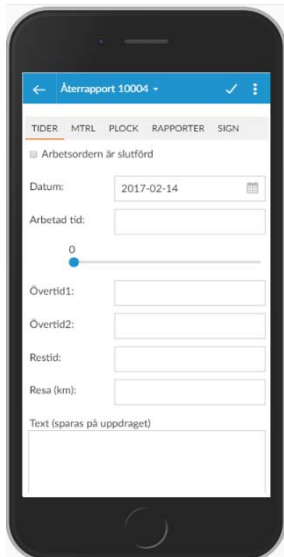 Återrapport 10004
TIDER MTRL PLOCK RAPPORTER SIGN
Arbetsordern är slutförd
Datum: 2017-02-14
Arbetad tid:
0
Övertid1:
Övertid2:
Restid:
Resa (km):
Text (sparas på uppdraget)